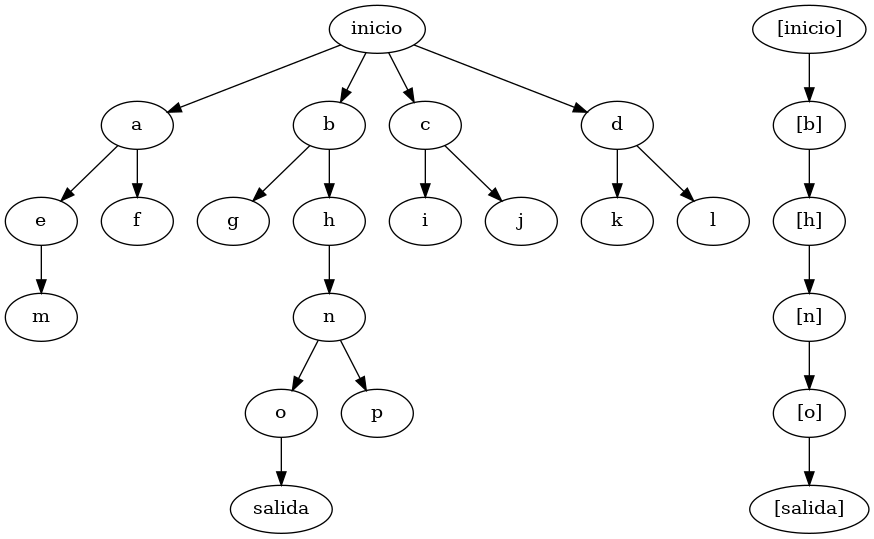 inicio [inicio]
a b c d [b]
e f g h i j k l [h]
m n [n]
o p [o]
salida [salida]